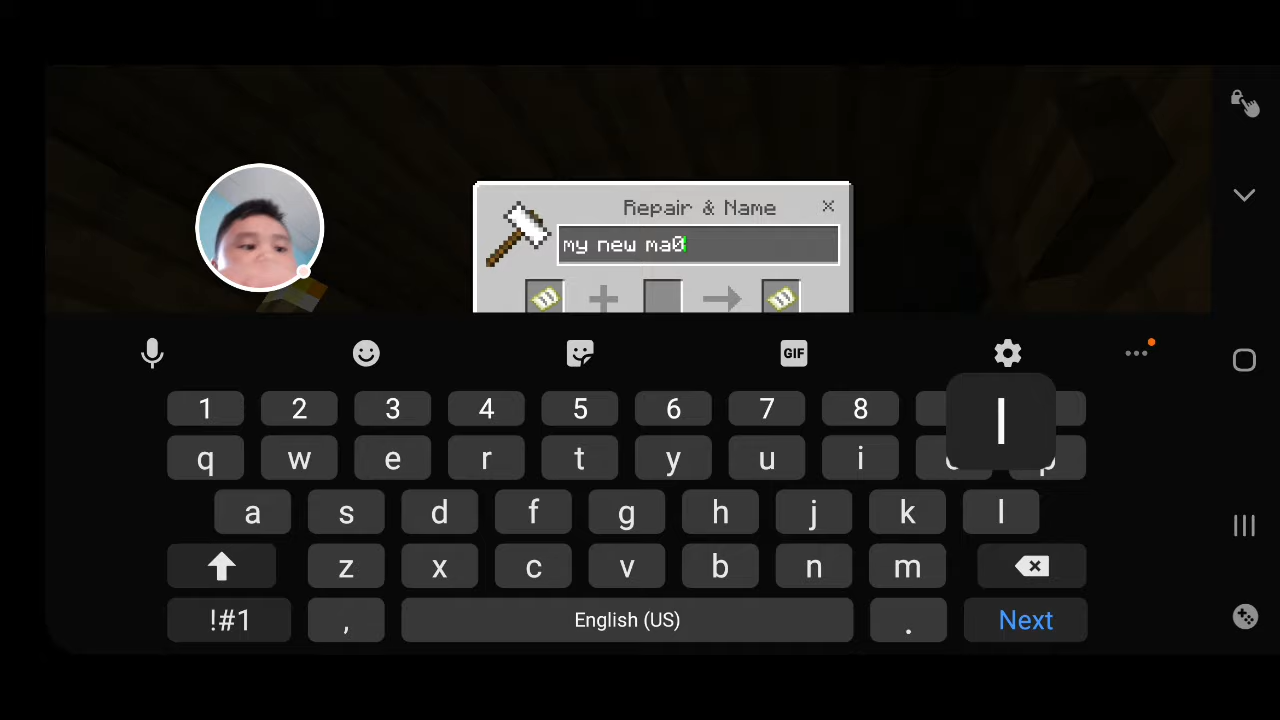 Repair & Name
my new ma0
GIF
l
1 2 3 4 5 6 7 8
q w e r t y u i p
a s d f g h j k l
z x c v b n m
!#1 , English (US) . Next